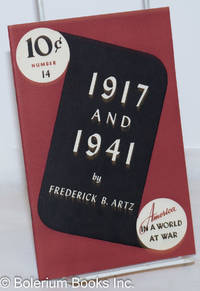 10¢
NUMBER
14
1917
AND
1941
by
FREDERICK B. ARTZ
America
IN A WORLD
AT WAR
© Bolerium Books Inc.